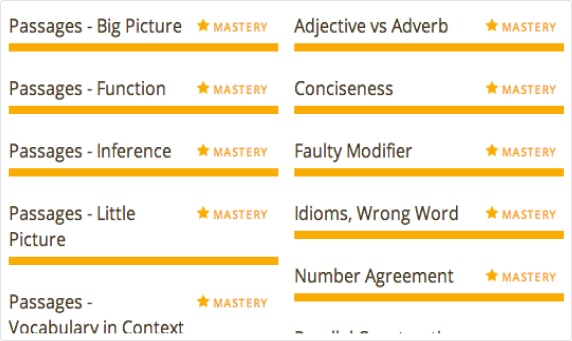 Passages - Big Picture ★ MASTERY
Passages - Function ★ MASTERY
Passages - Inference ★ MASTERY
Passages - Little ★ MASTERY
Picture
Passages - ★ MASTERY
Vocabulary in Context
Adjective vs Adverb ★ MASTERY
Conciseness ★ MASTERY
Faulty Modifier ★ MASTERY
Idioms, Wrong Word ★ MASTERY
Number Agreement ★ MASTERY